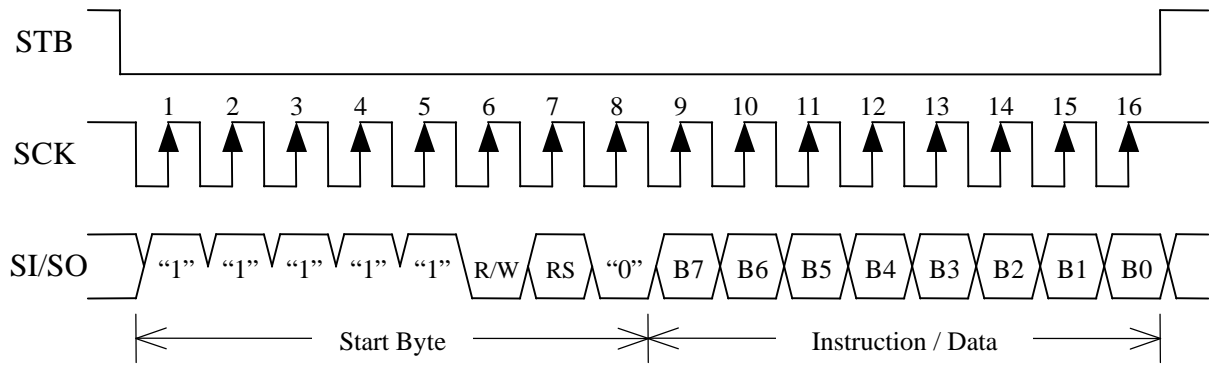 STB
1 2 3 4 5 6 7 8 9 10 11 12 13 14 15 16
SCK
SI/SO “1” “1” “1” “1” “1” R/W RS “0” B7 B6 B5 B4 B3 B2 B1 B0
Start Byte Instruction / Data